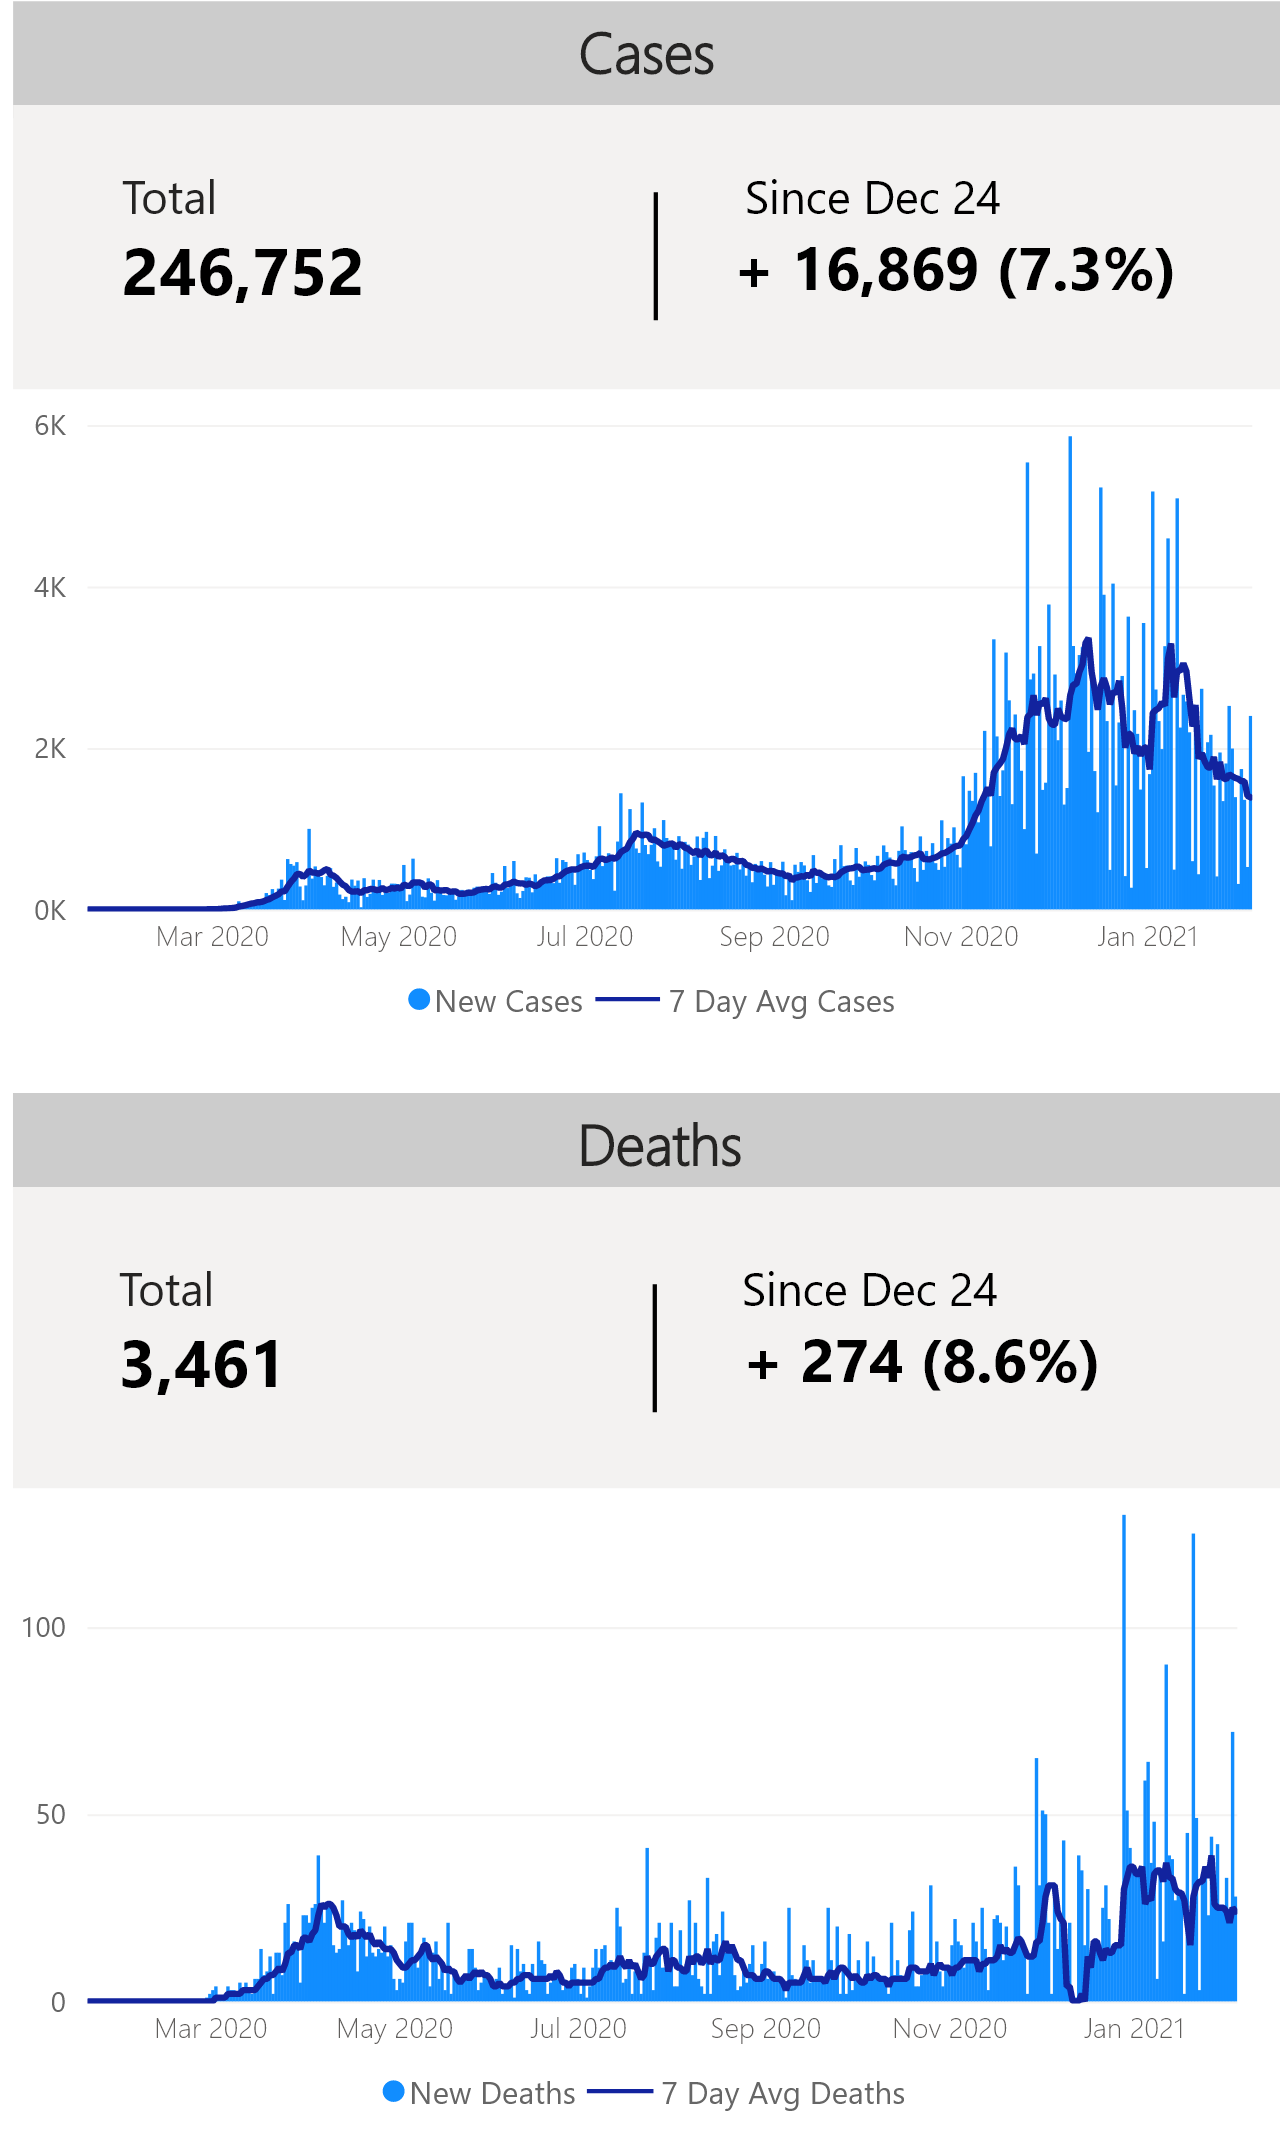 Cases
Total
Since Dec 24
246,752
+ 16,869 (7.3%)
6K
4K
2K
0K
Mar 2020 May 2020 Jul 2020 Sep 2020 Nov 2020 Jan 2021
New Cases 7 Day Avg Cases
Deaths
Total
Since Dec 24
3,461
+ 274 (8.6%)
100
50
0
Mar 2020 May 2020 Jul 2020 Sep 2020 Nov 2020 Jan 2021
New Deaths 7 Day Avg Deaths